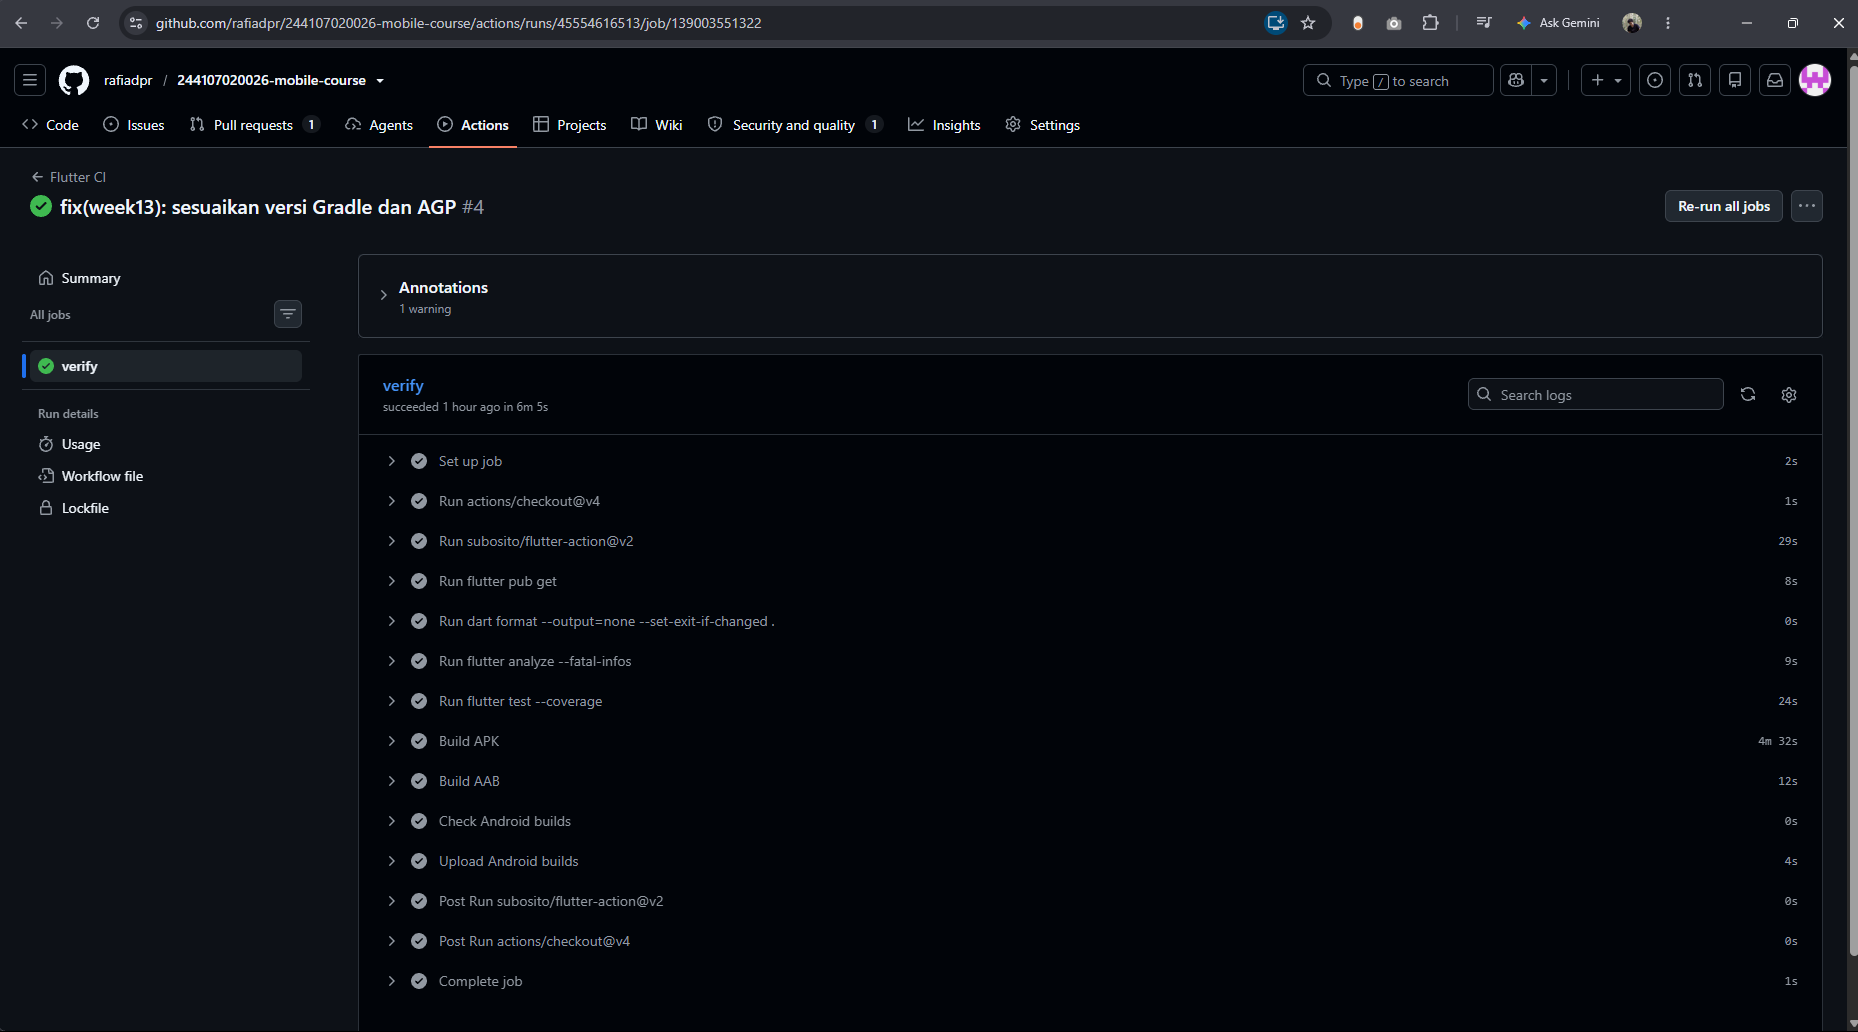 github.com/rafiadpr/244107020026-mobile-course/actions/runs/45554616513/job/139003551322
Ask Gemini
rafiadpr / 244107020026-mobile-course
Type / to search
Code
Issues
Pull requests 1
Agents
Actions
Projects
Wiki
Security and quality 1
Insights
Settings
Flutter CI
fix(week13): sesuaikan versi Gradle dan AGP #4
Re-run all jobs
Summary
All jobs
verify
Run details
Usage
Workflow file
Lockfile
Annotations
1 warning
verify
succeeded 1 hour ago in 6m 5s
Search logs
Set up job 2s
Run actions/checkout@v4 1s
Run subosito/flutter-action@v2 29s
Run flutter pub get 8s
Run dart format --output=none --set-exit-if-changed . 0s
Run flutter analyze --fatal-infos 9s
Run flutter test --coverage 24s
Build APK 4m 32s
Build AAB 12s
Check Android builds 0s
Upload Android builds 4s
Post Run subosito/flutter-action@v2 0s
Post Run actions/checkout@v4 0s
Complete job 1s